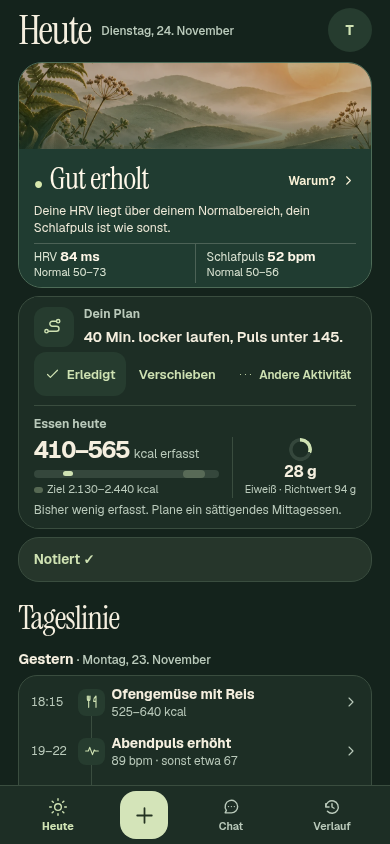 Heute Dienstag, 24. November T
Gut erholt Warum?
Deine HRV liegt über deinem Normalbereich, dein
Schlafpuls ist wie sonst.
HRV 84 ms Schlafpuls 52 bpm
Normal 50–73 Normal 50–56
Dein Plan
40 Min. locker laufen, Puls unter 145.
Erledigt Verschieben ··· Andere Aktivität
Essen heute
410–565 kcal erfasst
28 g
Ziel 2.130–2.440 kcal Eiweiß · Richtwert 94 g
Bisher wenig erfasst. Plane ein sättigendes Mittagessen.
Notiert ✓
Tageslinie
Gestern · Montag, 23. November
18:15 Ofengemüse mit Reis
525–640 kcal
19–22 Abendpuls erhöht
89 bpm · sonst etwa 67
Heute Chat Verlauf